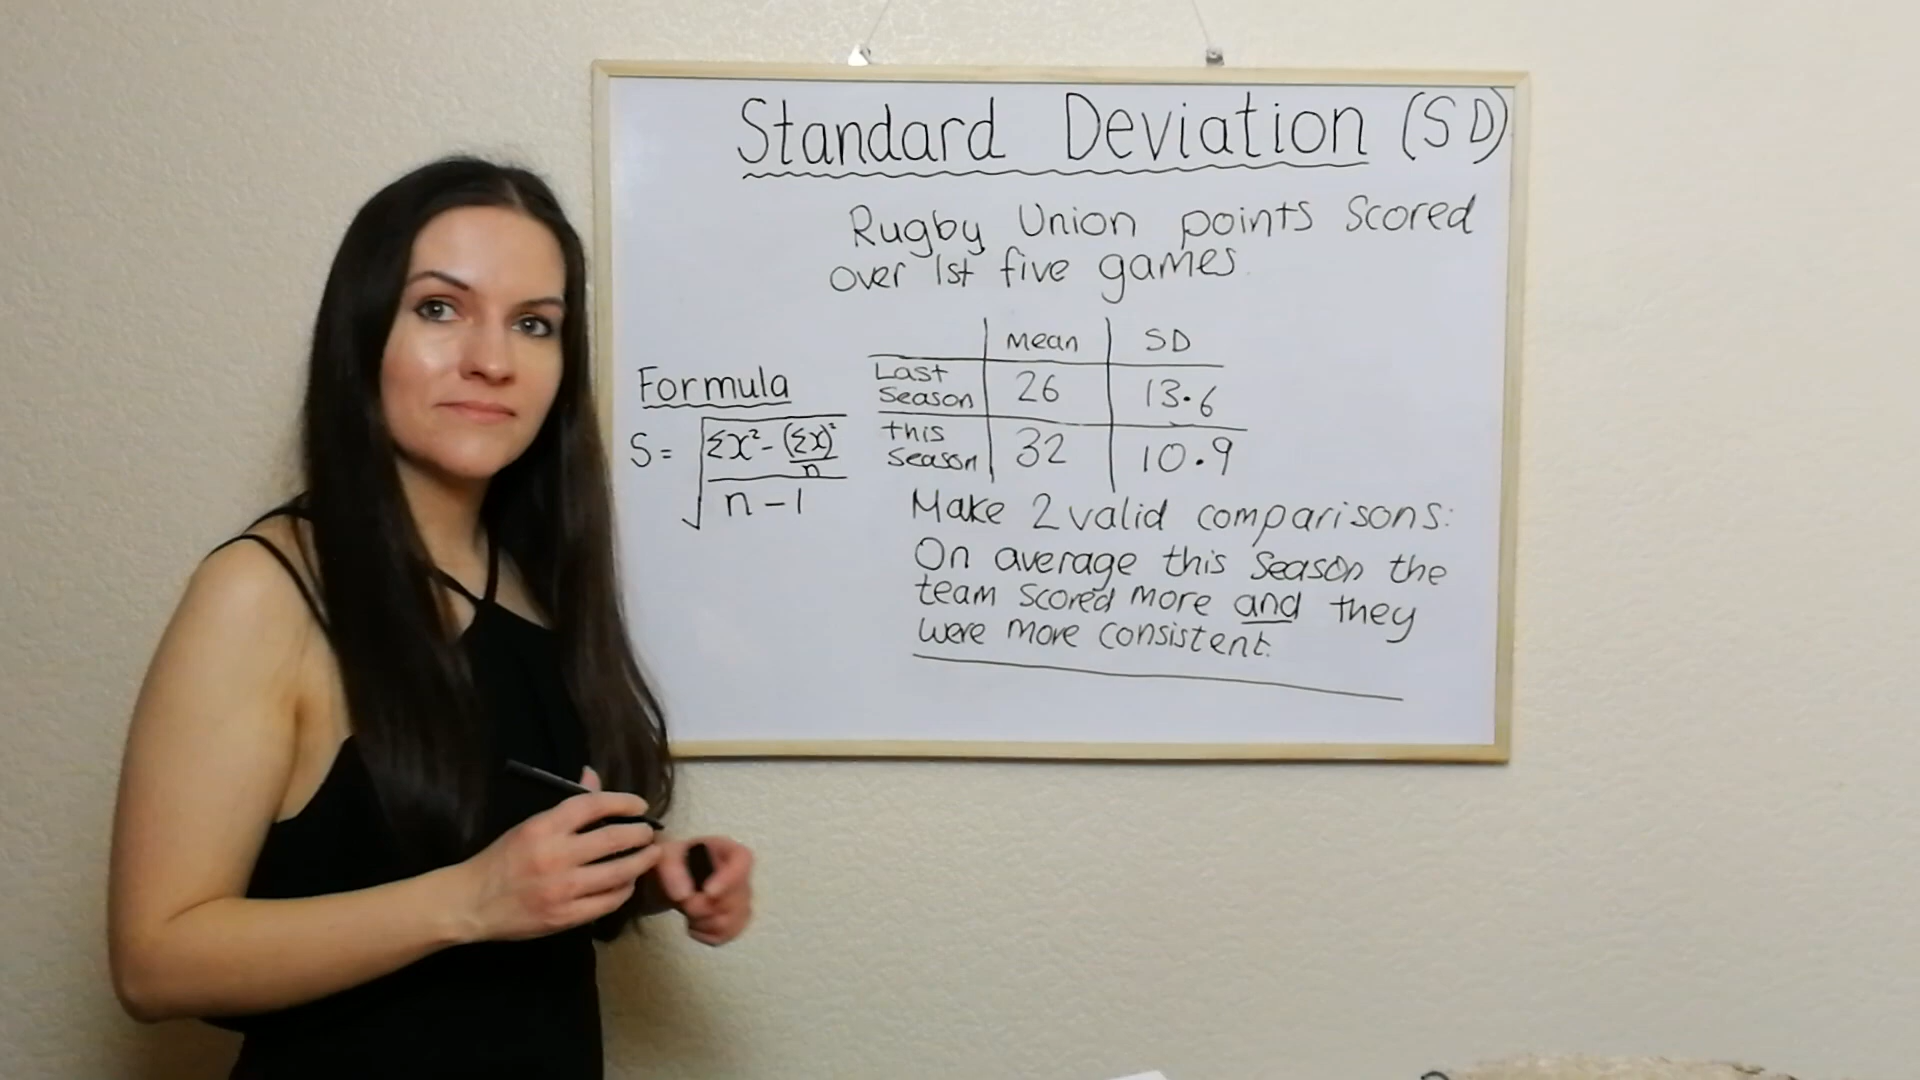 Standard Deviation (SD)
Rugby Union points scored
over 1st five games.
Mean SD
Last
Season 26 13.6
this
Season 32 10.9
Formula
S = √((Σx² - (Σx)²/n)/(n - 1))
Make 2 valid comparisons:
On average this season the
team scored more and they
were more consistent.